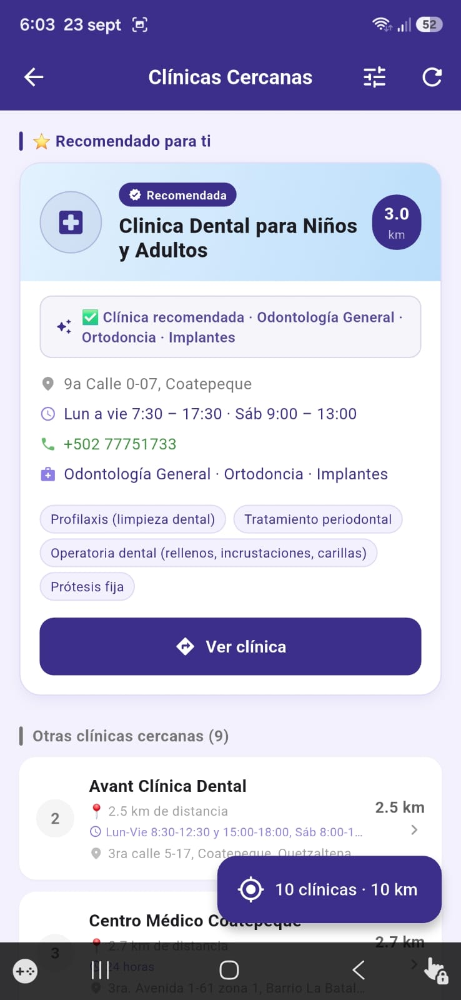 6:03 23 sept
52
Clínicas Cercanas
Recomendado para ti
Recomendada
Clinica Dental para Niños
y Adultos
3.0
km
Clínica recomendada · Odontología General ·
Ortodoncia · Implantes
9a Calle 0-07, Coatepeque
Lun a vie 7:30 – 17:30 · Sáb 9:00 – 13:00
+502 77751733
Odontología General · Ortodoncia · Implantes
Profilaxis (limpieza dental)
Tratamiento periodontal
Operatoria dental (rellenos, incrustaciones, carillas)
Prótesis fija
Ver clínica
Otras clínicas cercanas (9)
2
Avant Clínica Dental
2.5 km de distancia
2.5 km
Lun-Vie 8:30-12:30 y 15:00-18:00, Sáb 8:00-1...
3ra calle 5-17, Coatepeque, Quetzaltena
10 clínicas · 10 km
3
Centro Médico Coatepeque
2.7 km de distancia
2.7 km
24 horas
3ra. Avenida 1-61 zona 1, Barrio La Batal...